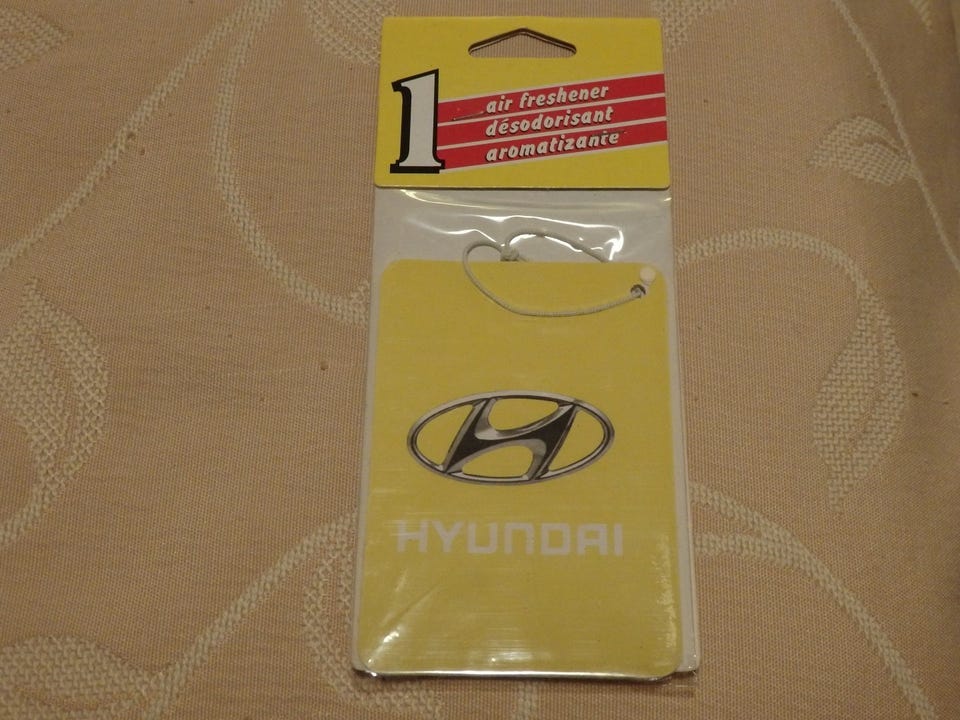 1
air freshener
désodorisant
aromatizante
HYUNDAI